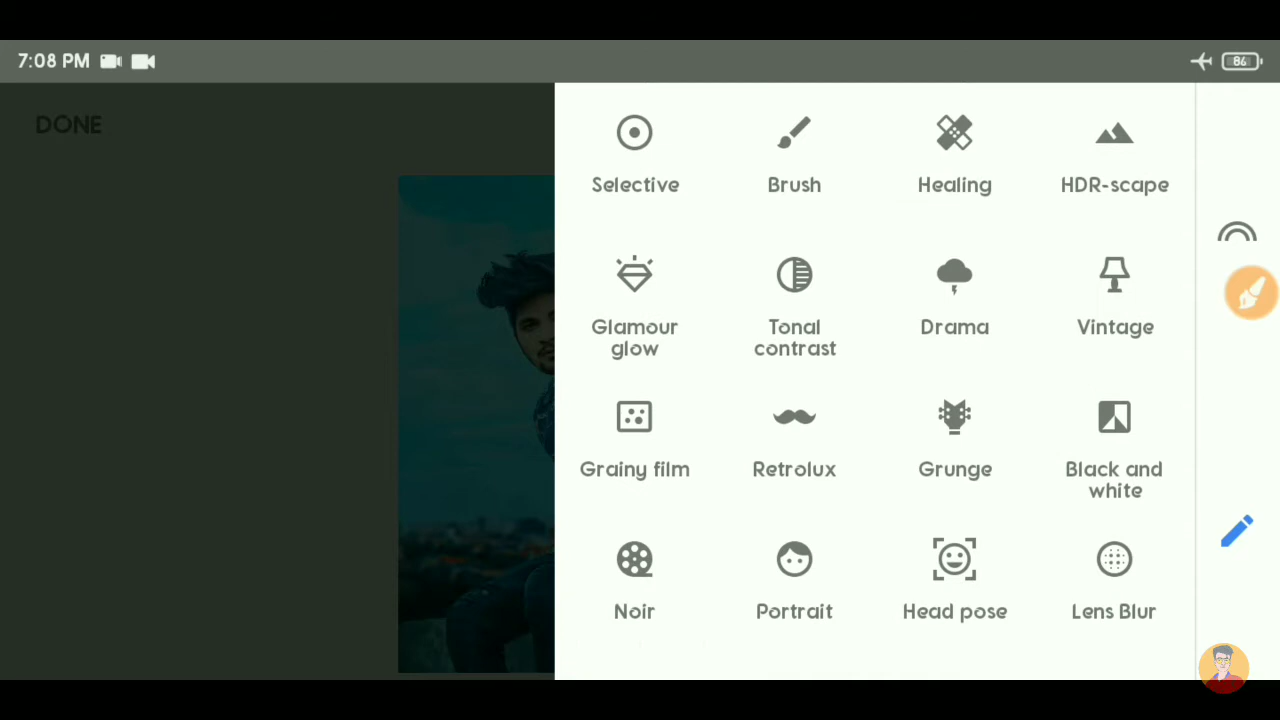 7:08 PM
86
DONE
Selective
Brush
Healing
HDR-scape
Glamour
glow
Tonal
contrast
Drama
Vintage
Grainy film
Retrolux
Grunge
Black and
white
Noir
Portrait
Head pose
Lens Blur